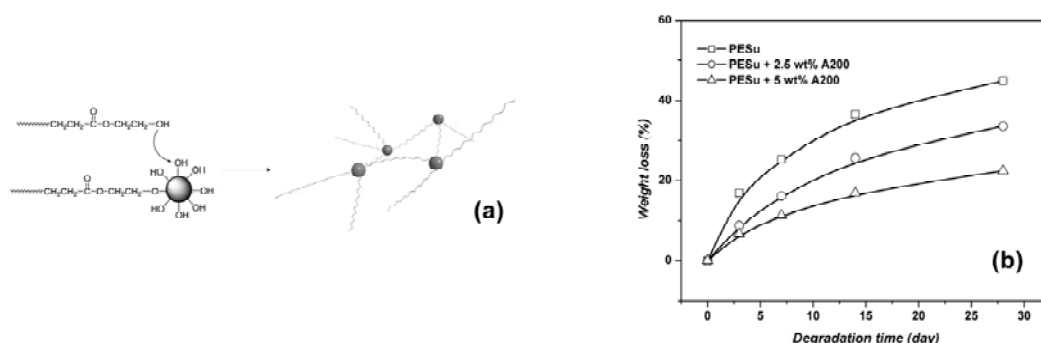 O
CH₂CH₂-C-O-CH₂CH₂-OH
OH
HO OH
O
CH₂CH₂-C-O-CH₂CH₂-O OH
HO OH
OH
(a)
60
40
20
0
Weight loss (%)
PESu
PESu + 2.5 wt% A200
PESu + 5 wt% A200
(b)
0 5 10 15 20 25 30
Degradation time (day)